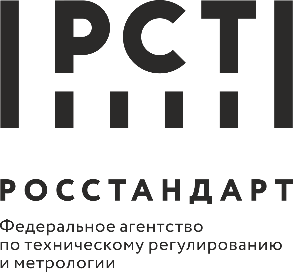 РСТ
РОССТАНДАРТ
Федеральное агентство
по техническому регулированию
и метрологии